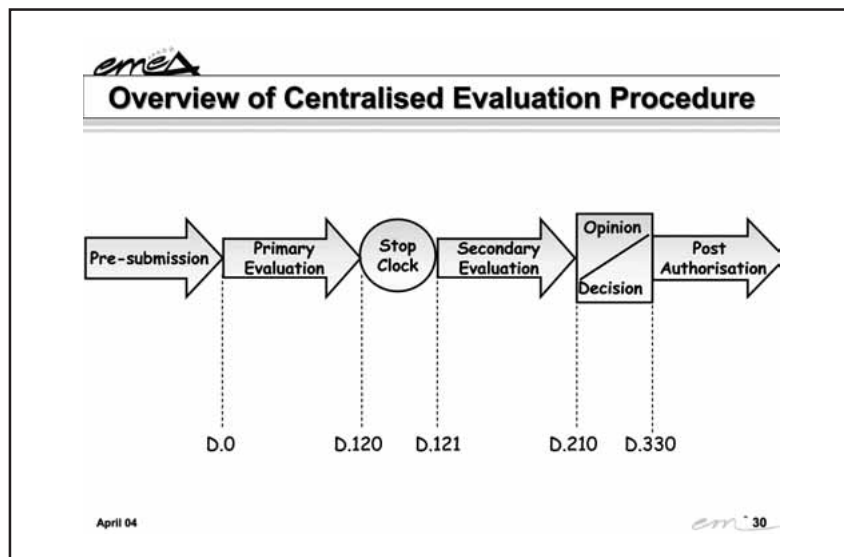 emea
Overview of Centralised Evaluation Procedure
Pre-submission
Primary
Evaluation
Stop
Clock
Secondary
Evaluation
Opinion
Decision
Post
Authorisation
D.0
D.120
D.121
D.210
D.330
April 04
em
30